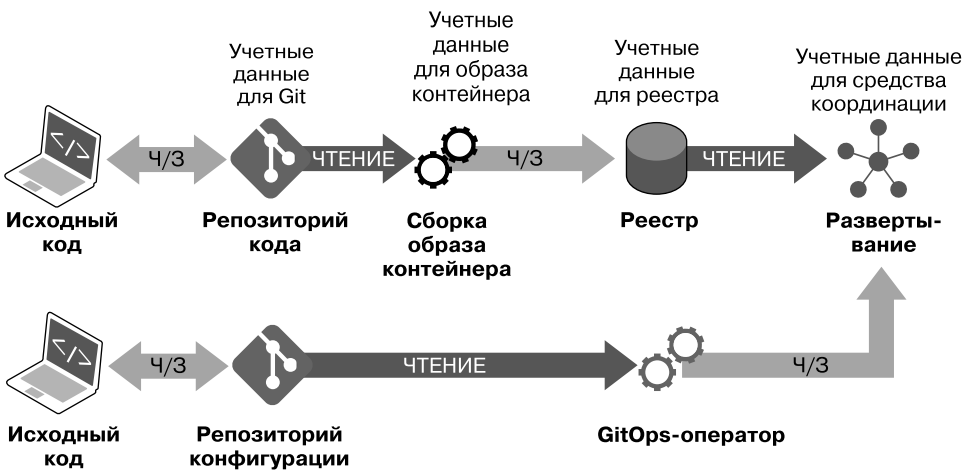 Учетные
данные
для Git
Учетные
данные
для образа
контейнера
Учетные
данные
для реестра
Учетные данные
для средства
координации
Ч/З
ЧТЕНИЕ
Ч/З
ЧТЕНИЕ
Исходный
код
Репозиторий
кода
Сборка
образа
контейнера
Реестр
Разверты-
вание
Ч/З
ЧТЕНИЕ
Ч/З
Исходный
код
Репозиторий
конфигурации
GitOps-оператор